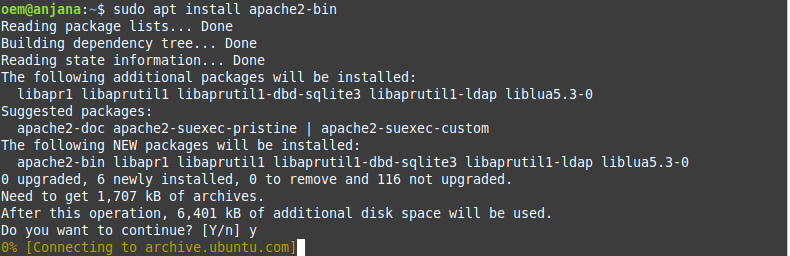 oem@anjana:~$ sudo apt install apache2-bin
Reading package lists... Done
Building dependency tree... Done
Reading state information... Done
The following additional packages will be installed:
  libapr1 libaprutil1 libaprutil1-dbd-sqlite3 libaprutil1-ldap liblua5.3-0
Suggested packages:
  apache2-doc apache2-suexec-pristine | apache2-suexec-custom
The following NEW packages will be installed:
  apache2-bin libapr1 libaprutil1 libaprutil1-dbd-sqlite3 libaprutil1-ldap liblua5.3-0
0 upgraded, 6 newly installed, 0 to remove and 116 not upgraded.
Need to get 1,707 kB of archives.
After this operation, 6,401 kB of additional disk space will be used.
Do you want to continue? [Y/n] y
0% [Connecting to archive.ubuntu.com]